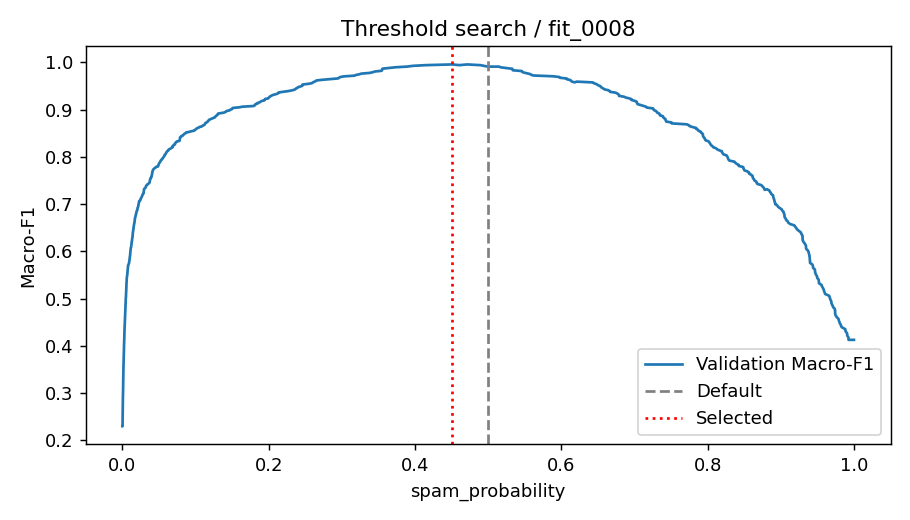 Threshold search / fit_0008
Macro-F1
1.0
0.9
0.8
0.7
0.6
0.5
0.4
0.3
0.2
0.0
0.2
0.4
0.6
0.8
1.0
spam_probability
Validation Macro-F1
Default
Selected